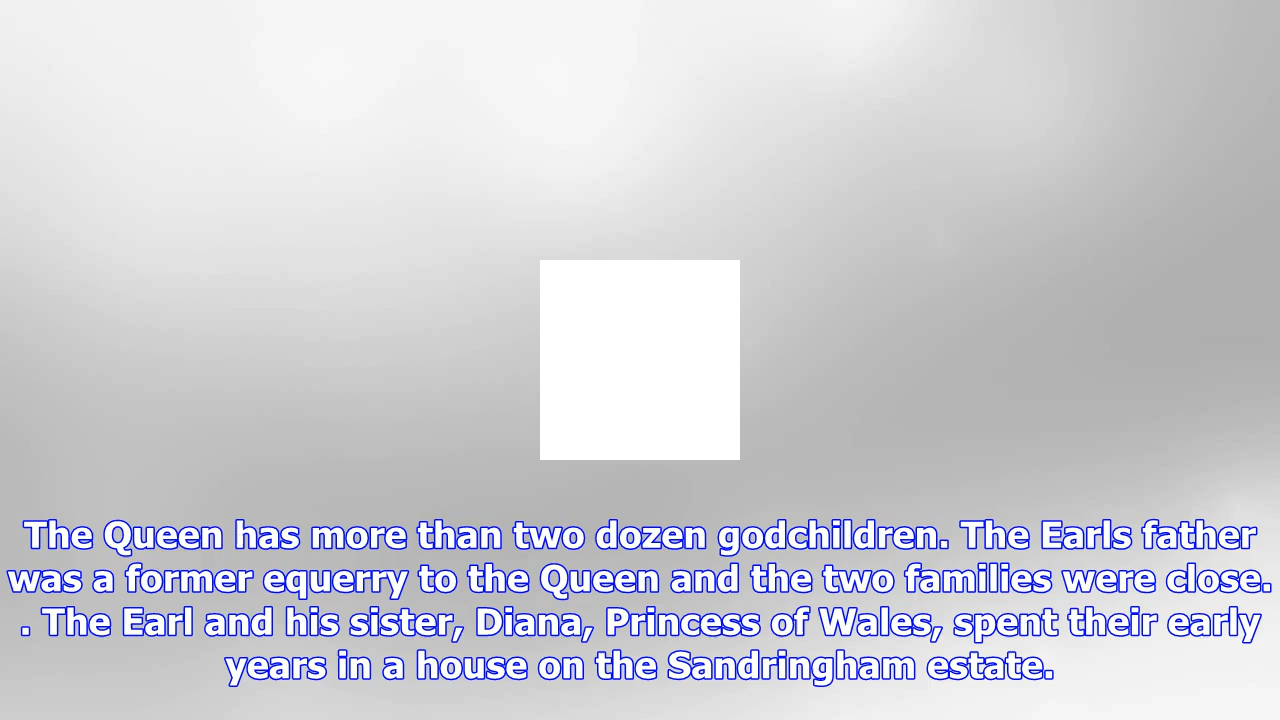 The Queen has more than two dozen godchildren. The Earls father
was a former equerry to the Queen and the two families were close.
. The Earl and his sister, Diana, Princess of Wales, spent their early
years in a house on the Sandringham estate.